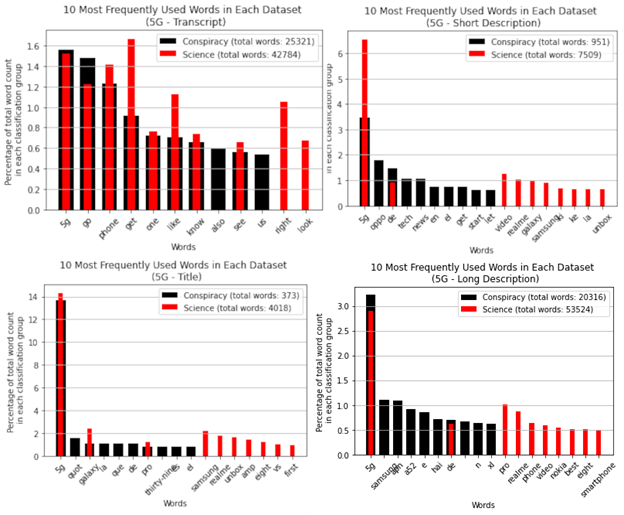 10 Most Frequently Used Words in Each Dataset
(5G - Transcript)
Conspiracy (total words: 25321)
Science (total words: 42784)
Percentage of total word count
in each classification group
1.6
1.4
1.2
1.0
0.8
0.6
0.4
0.2
0.0
5g go phone get one like know also see us right look
Words
10 Most Frequently Used Words in Each Dataset
(5G - Short Description)
Conspiracy (total words: 951)
Science (total words: 7509)
in each classification group
6
5
4
3
2
1
0
5g oppo de tech news en el get start let video realme galaxy samsung ke la unbox
Words
10 Most Frequently Used Words in Each Dataset
(5G - Title)
Conspiracy (total words: 373)
Science (total words: 4018)
Percentage of total word count
in each classification group
14
12
10
8
6
4
2
0
5g quot galaxy la que de pro thirty-nine el samsung realme unbox amp eight vs first
Words
10 Most Frequently Used Words in Each Dataset
(5G - Long Description)
Conspiracy (total words: 20316)
Science (total words: 53524)
Percentage of total word count
in each classification group
3.0
2.5
2.0
1.5
1.0
0.5
0.0
5g samsung a52 e hai de pro realme phone video nokia best eight smartphone
Words